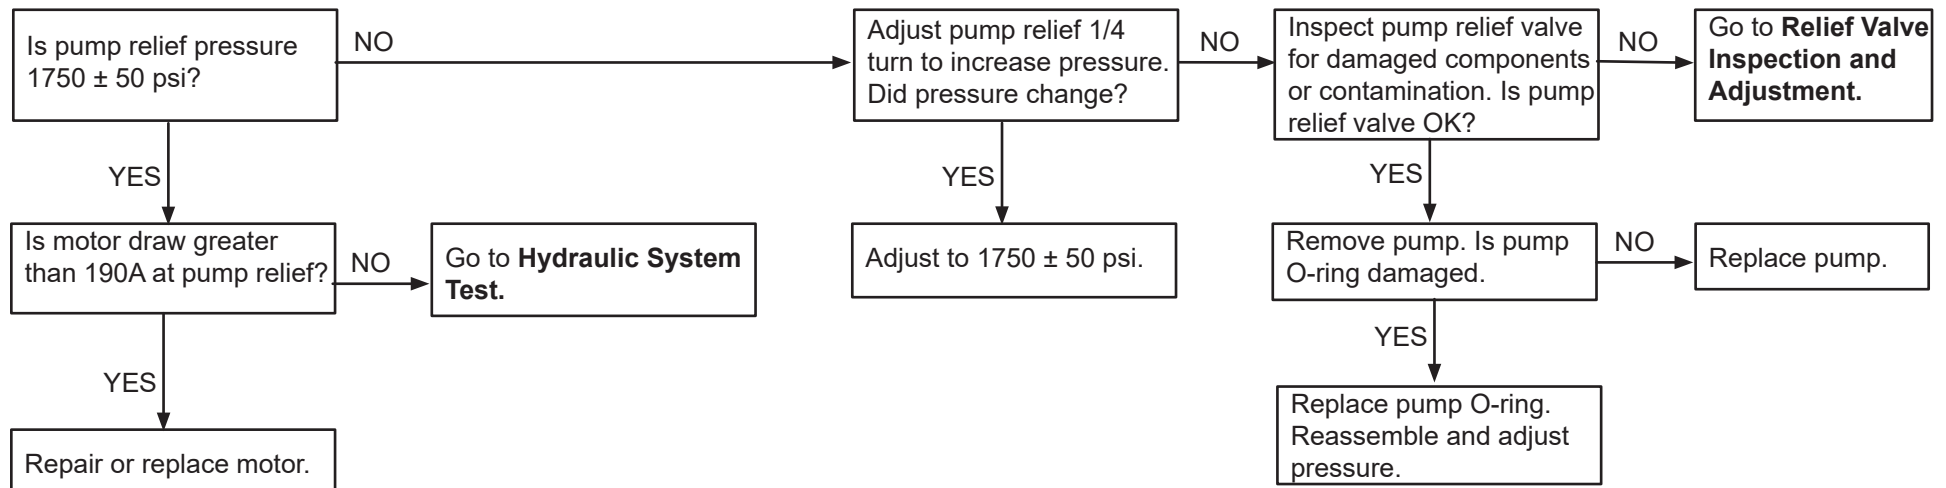 Is pump relief pressure
1750 ± 50 psi?
NO
Adjust pump relief 1/4
turn to increase pressure.
Did pressure change?
NO
Inspect pump relief valve
for damaged components
or contamination. Is pump
relief valve OK?
NO
Go to Relief Valve
Inspection and
Adjustment.
YES
YES
YES
Is motor draw greater
than 190A at pump relief?
NO
Go to Hydraulic System
Test.
Adjust to 1750 ± 50 psi.
Remove pump. Is pump
O-ring damaged.
NO
Replace pump.
YES
YES
Repair or replace motor.
Replace pump O-ring.
Reassemble and adjust
pressure.